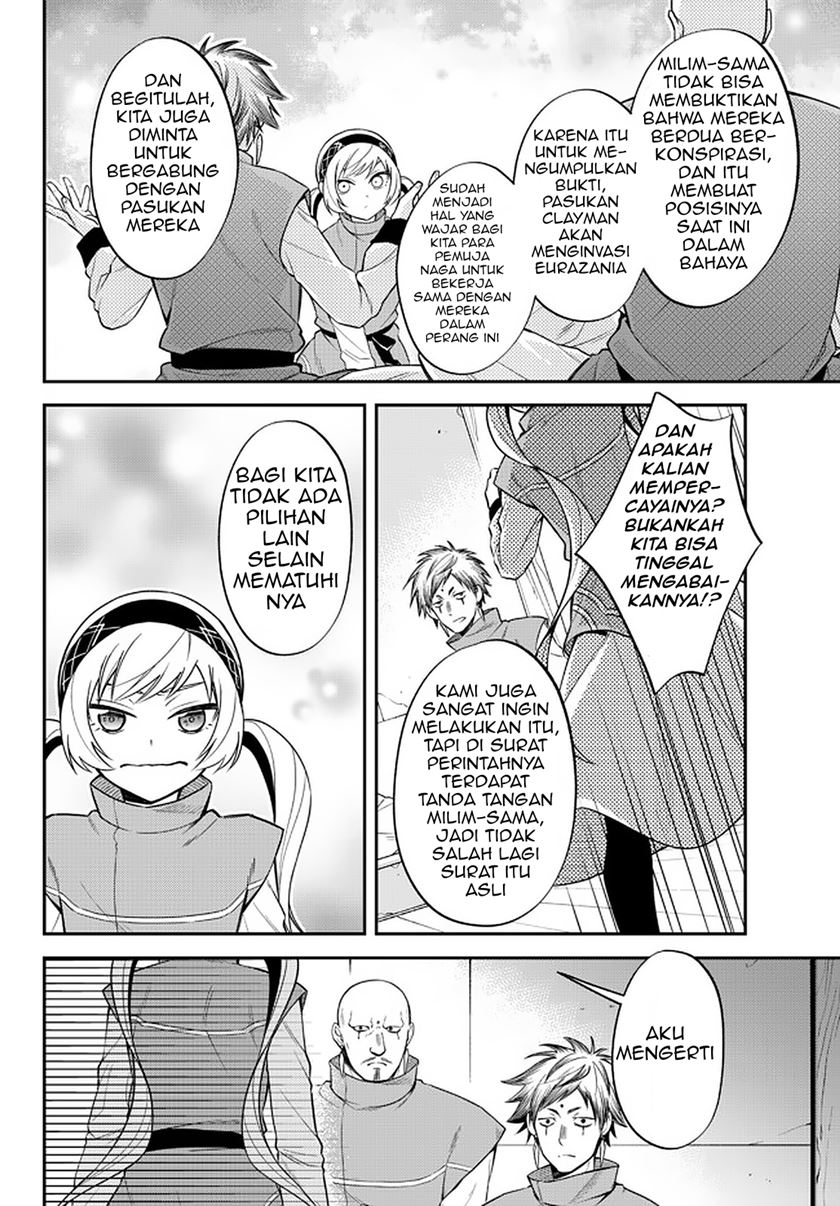 MILIM-SAMA
TIDAK BISA
MEMBUKTIKAN
BAHWA MEREKA
BERDUA BER-
KONSPIRASI,
DAN ITU
MEMBUAT
POSISINYA
SAAT INI
DALAM
BAHAYA
KARENA ITU
UNTUK ME-
NGUMPULKAN
BUKTI,
PASUKAN
CLAYMAN
AKAN
MENGINVASI
EURAZANIA
SUDAH
MENJADI
HAL YANG
WAJAR BAGI
KITA PARA
PEMUJA
NAGA UNTUK
BEKERJA
SAMA DENGAN
MEREKA
DALAM
PERANG INI
DAN
BEGITULAH,
KITA JUGA
DIMINTA
UNTUK
BERGABUNG
DENGAN
PASUKAN
MEREKA
DAN
APAKAH
KALIAN
MEMPER-
CAYAINYA?
BUKANKAH
KITA BISA
TINGGAL
MENGABAI-
KANNYA!?
KAMI JUGA
SANGAT INGIN
MELAKUKAN ITU,
TAPI DI SURAT
PERINTAHNYA
TERDAPAT
TANDA TANGAN
MILIM-SAMA,
JADI TIDAK
SALAH LAGI
SURAT ITU
ASLI
BAGI KITA
TIDAK ADA
PILIHAN
LAIN
SELAIN
MEMATUHI
NYA
AKU
MENGERTI